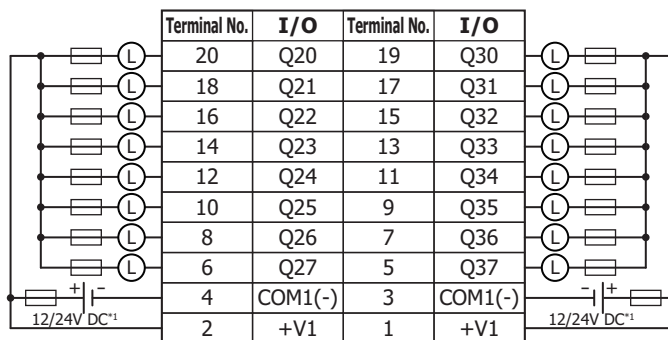 Terminal No. I/O Terminal No. I/O
L 20 Q20 19 Q30 L
L 18 Q21 17 Q31 L
L 16 Q22 15 Q32 L
L 14 Q23 13 Q33 L
L 12 Q24 11 Q34 L
L 10 Q25 9 Q35 L
L 8 Q26 7 Q36 L
L 6 Q27 5 Q37 L
+ − 4 COM1(-) 3 COM1(-) − +
12/24V DC*1 2 +V1 1 +V1 12/24V DC*1